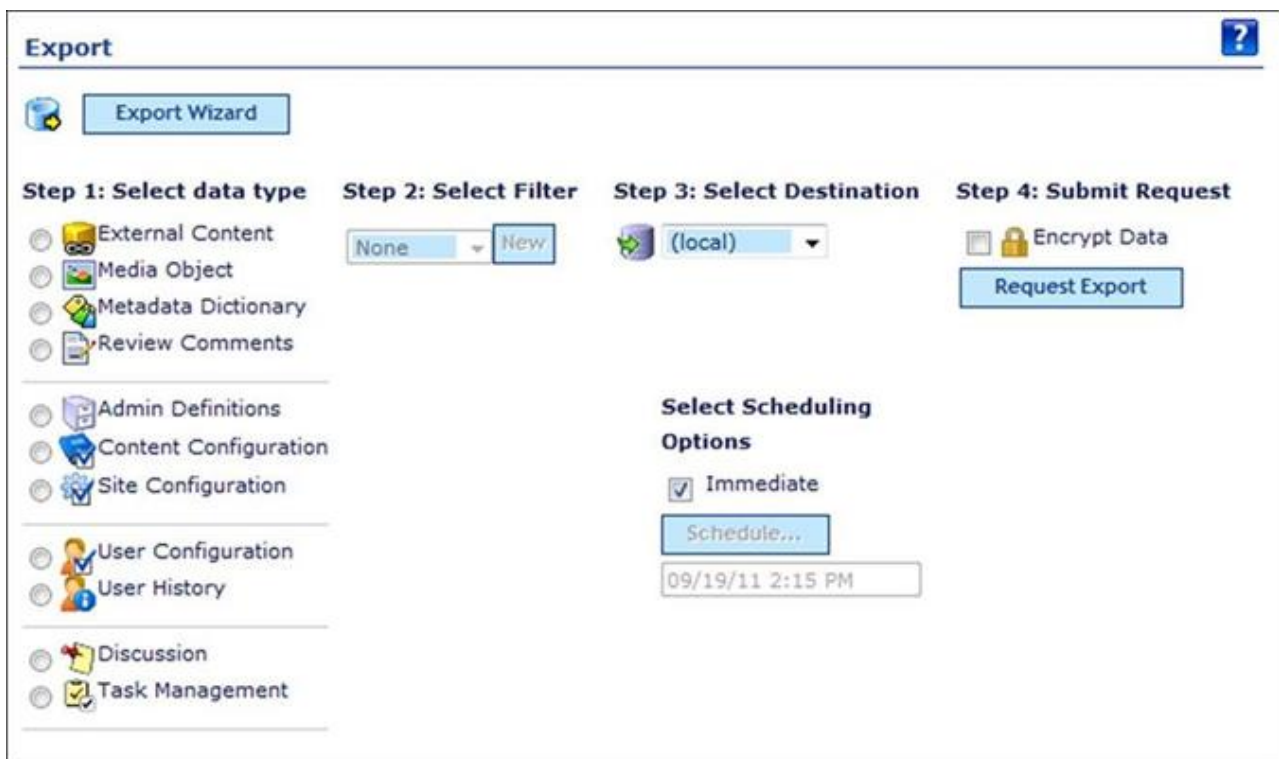 Export
?
Export Wizard
Step 1: Select data type
External Content
Media Object
Metadata Dictionary
Review Comments
Admin Definitions
Content Configuration
Site Configuration
User Configuration
User History
Discussion
Task Management
Step 2: Select Filter
None
New
Step 3: Select Destination
(local)
Select Scheduling
Options
Immediate
Schedule...
09/19/11 2:15 PM
Step 4: Submit Request
Encrypt Data
Request Export